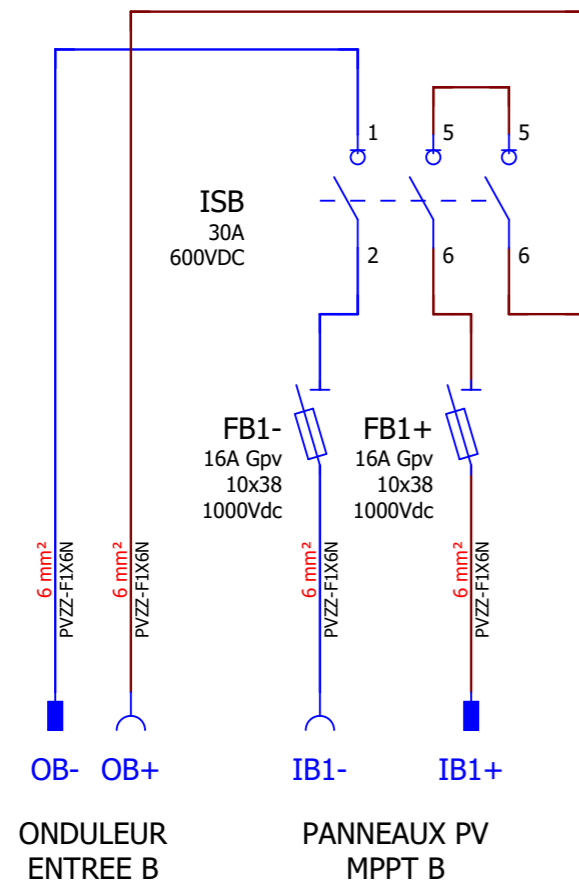 1
5
5
ISB
30A
600VDC
2
6
6
FB1-
16A Gpv
10x38
1000Vdc
FB1+
16A Gpv
10x38
1000Vdc
6 mm²
PVZZ-F1X6N
6 mm²
PVZZ-F1X6N
6 mm²
PVZZ-F1X6N
6 mm²
PVZZ-F1X6N
OB-
OB+
IB1-
IB1+
ONDULEUR
ENTREE B
PANNEAUX PV
MPPT B